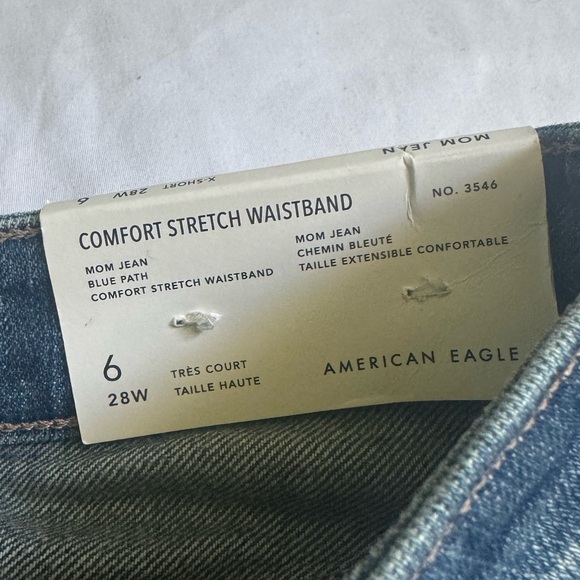 MOM JEAN
6 28W X-SHORT
COMFORT STRETCH WAISTBAND
NO. 3546
MOM JEAN
BLUE PATH
COMFORT STRETCH WAISTBAND
MOM JEAN
CHEMIN BLEUTÉ
TAILLE EXTENSIBLE CONFORTABLE
6
28W
TRÈS COURT
TAILLE HAUTE
AMERICAN EAGLE